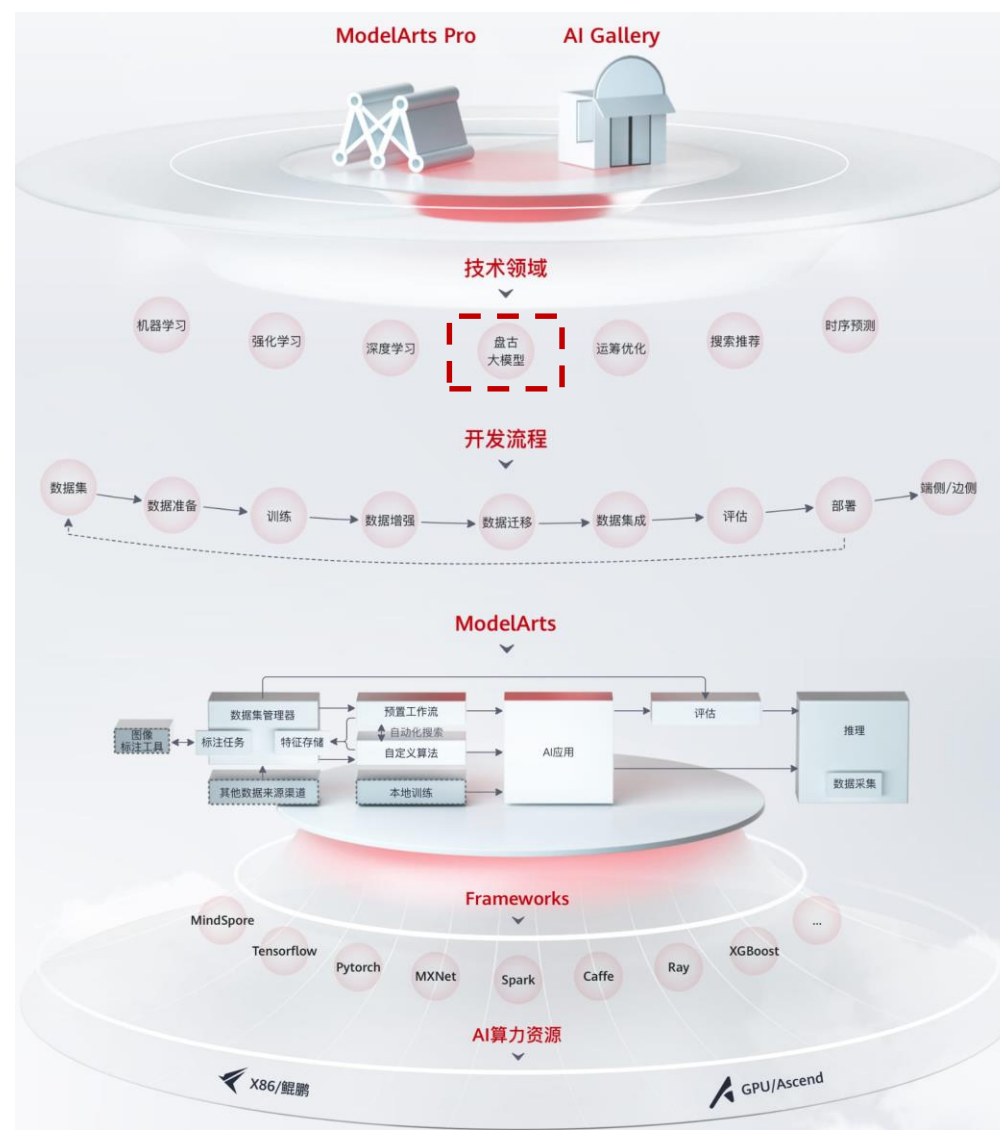 ModelArts Pro
AI Gallery
技术领域
机器学习
强化学习
深度学习
盘古
大模型
运筹优化
搜索推荐
时序预测
开发流程
数据集
数据准备
训练
数据增强
数据迁移
数据集成
评估
部署
端侧/边侧
ModelArts
图像
标注工具
数据集管理器
标注任务
特征存储
其他数据来源渠道
预置工作流
自动化搜索
自定义算法
本地训练
AI应用
评估
推理
数据采集
Frameworks
MindSpore
Tensorflow
Pytorch
MXNet
Spark
Caffe
Ray
XGBoost
...
AI算力资源
X86/鲲鹏
GPU/Ascend